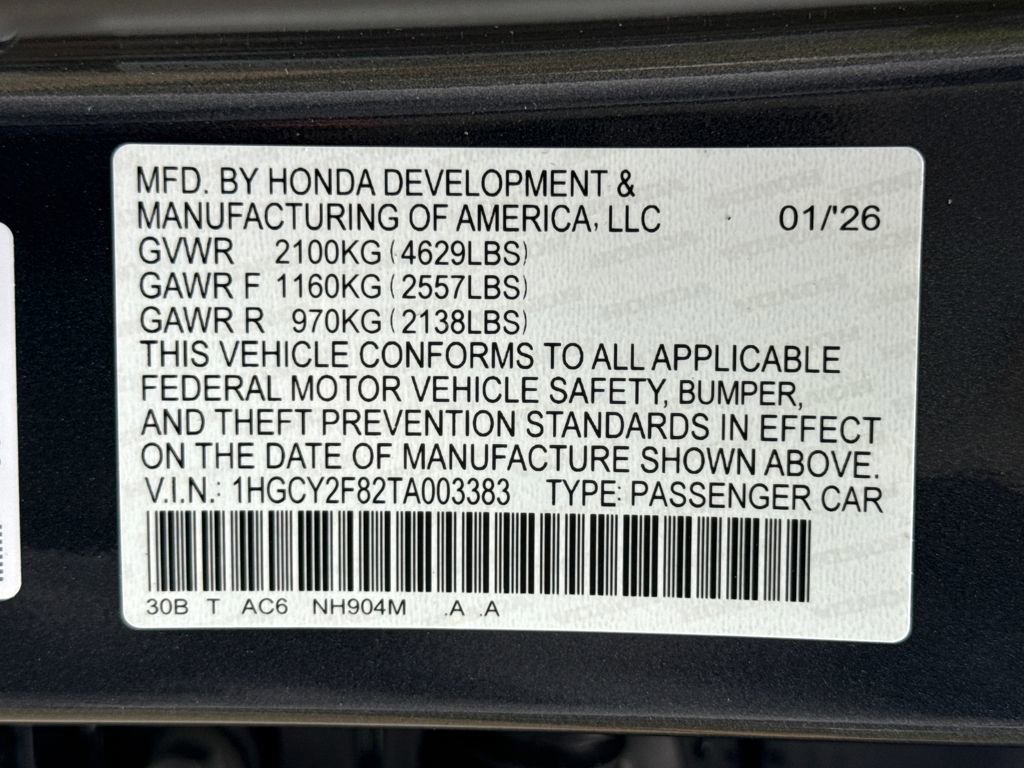 MFD. BY HONDA DEVELOPMENT &
MANUFACTURING OF AMERICA, LLC 01/'26
GVWR 2100KG (4629LBS)
GAWR F 1160KG (2557LBS)
GAWR R 970KG (2138LBS)
THIS VEHICLE CONFORMS TO ALL APPLICABLE
FEDERAL MOTOR VEHICLE SAFETY, BUMPER,
AND THEFT PREVENTION STANDARDS IN EFFECT
ON THE DATE OF MANUFACTURE SHOWN ABOVE.
V.I.N.: 1HGCY2F82TA003383 TYPE: PASSENGER CAR
30B T AC6 NH904M .A .A